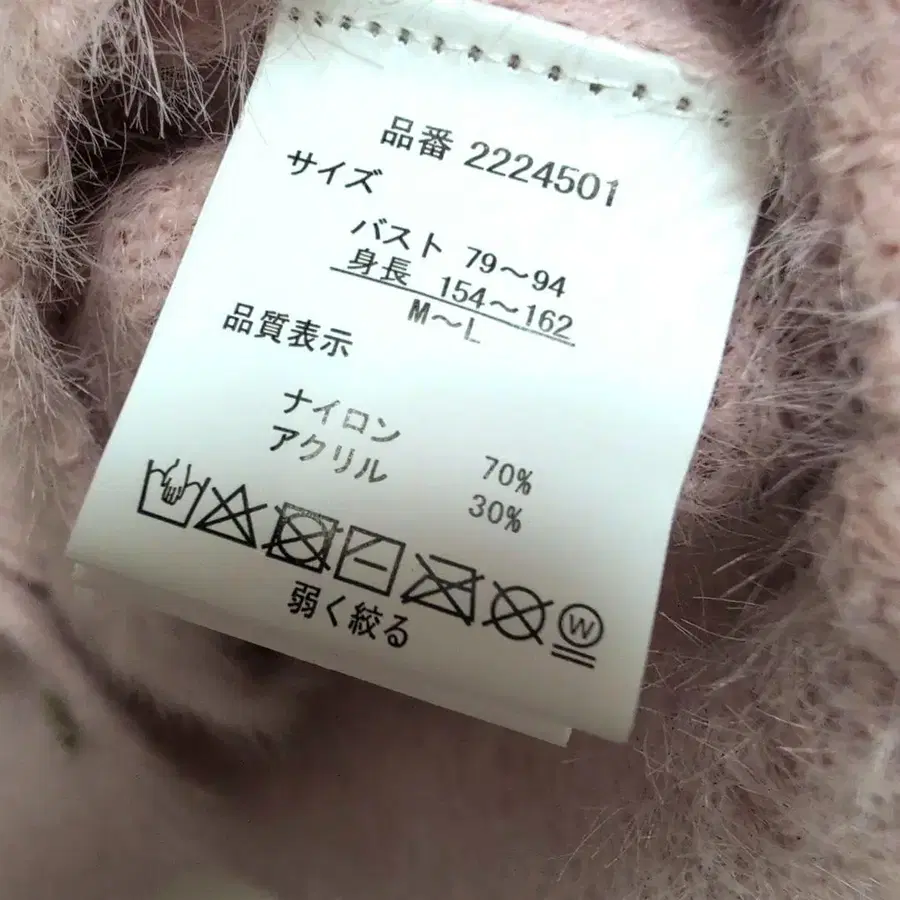 品番 2224501
サイズ
バスト 79～94
身長 154～162
M～L
品質表示
ナイロン 70%
アクリル 30%
W
弱く絞る